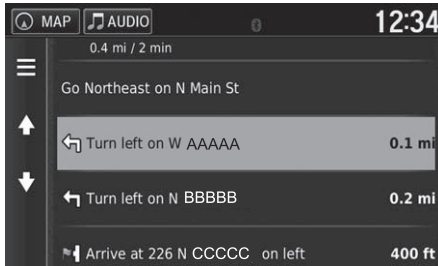 MAP AUDIO 12:34
0.4 mi / 2 min
Go Northeast on N Main St
Turn left on W AAAAA 0.1 mi
Turn left on N BBBBB 0.2 mi
Arrive at 226 N CCCCC on left 400 ft